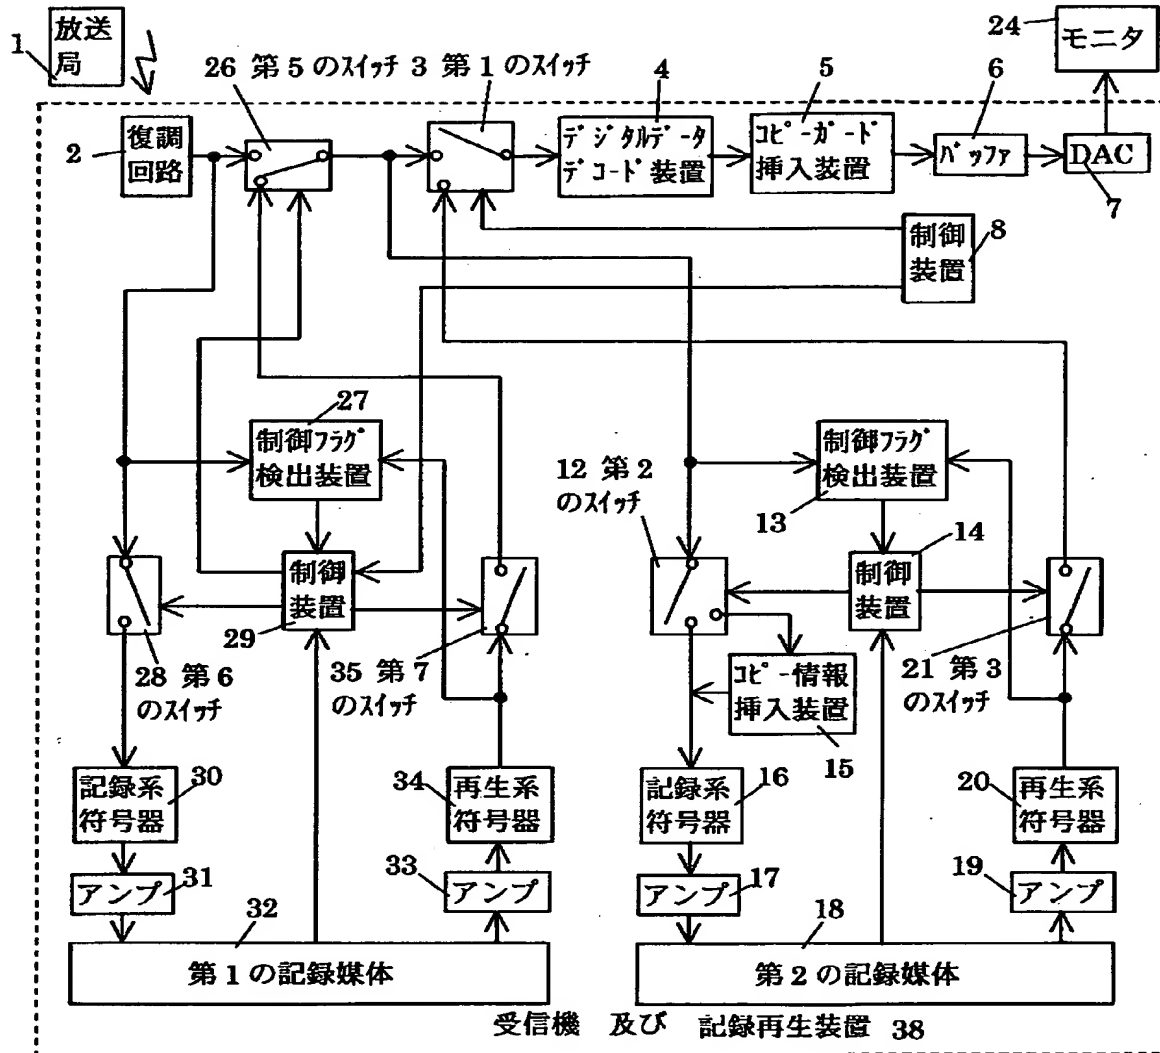 放送
局
1
24
モニタ
26 第5のスイッチ 3 第1のスイッチ
4
5
6
2
復調
回路
デジタルデータ
デコード装置
コピーガード
挿入装置
バッファ
DAC
7
制御
装置
8
27
制御フラグ
検出装置
制御フラグ
検出装置
13
12 第2
のスイッチ
14
制御
装置
29
制御
装置
28 第6
のスイッチ
35 第7
のスイッチ
コピー情報
挿入装置
15
21 第3
のスイッチ
記録系
符号器
30
34
再生系
符号器
記録系
符号器
16
20
再生系
符号器
アンプ
31
33
アンプ
アンプ
17
19
アンプ
32
第1の記録媒体
18
第2の記録媒体
受信機 及び 記録再生装置 38